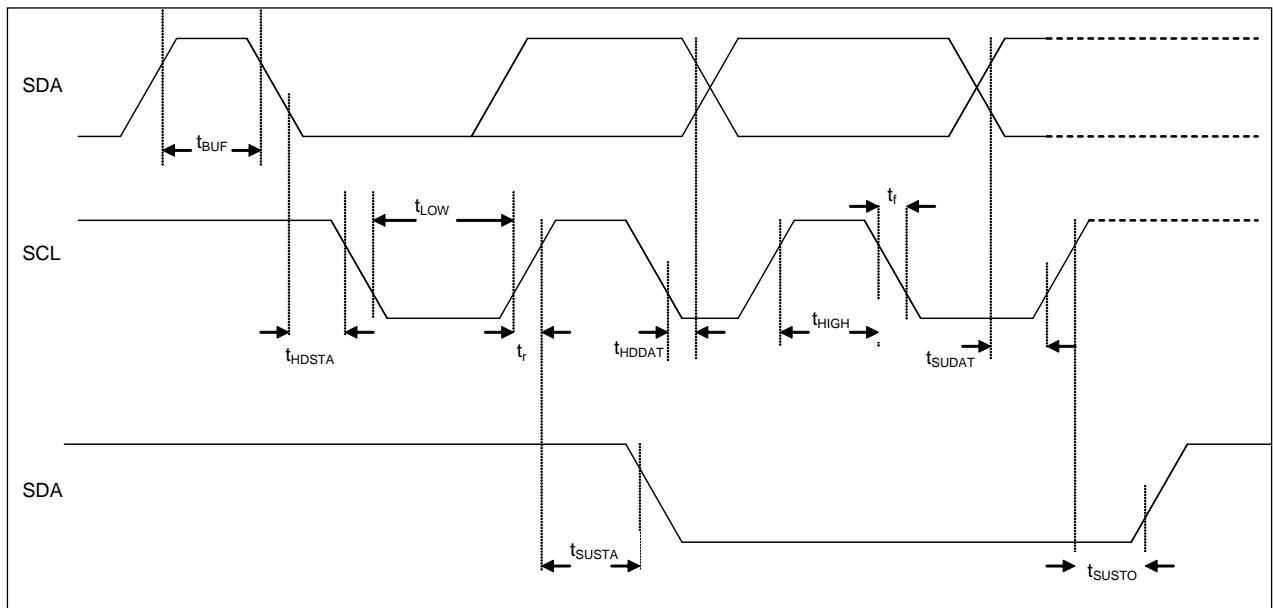 SDA
tBUF
tLOW
tf
SCL
tHDSTA
tr
tHDDAT
tHIGH
tSUDAT
SDA
tSUSTA
tSUSTO